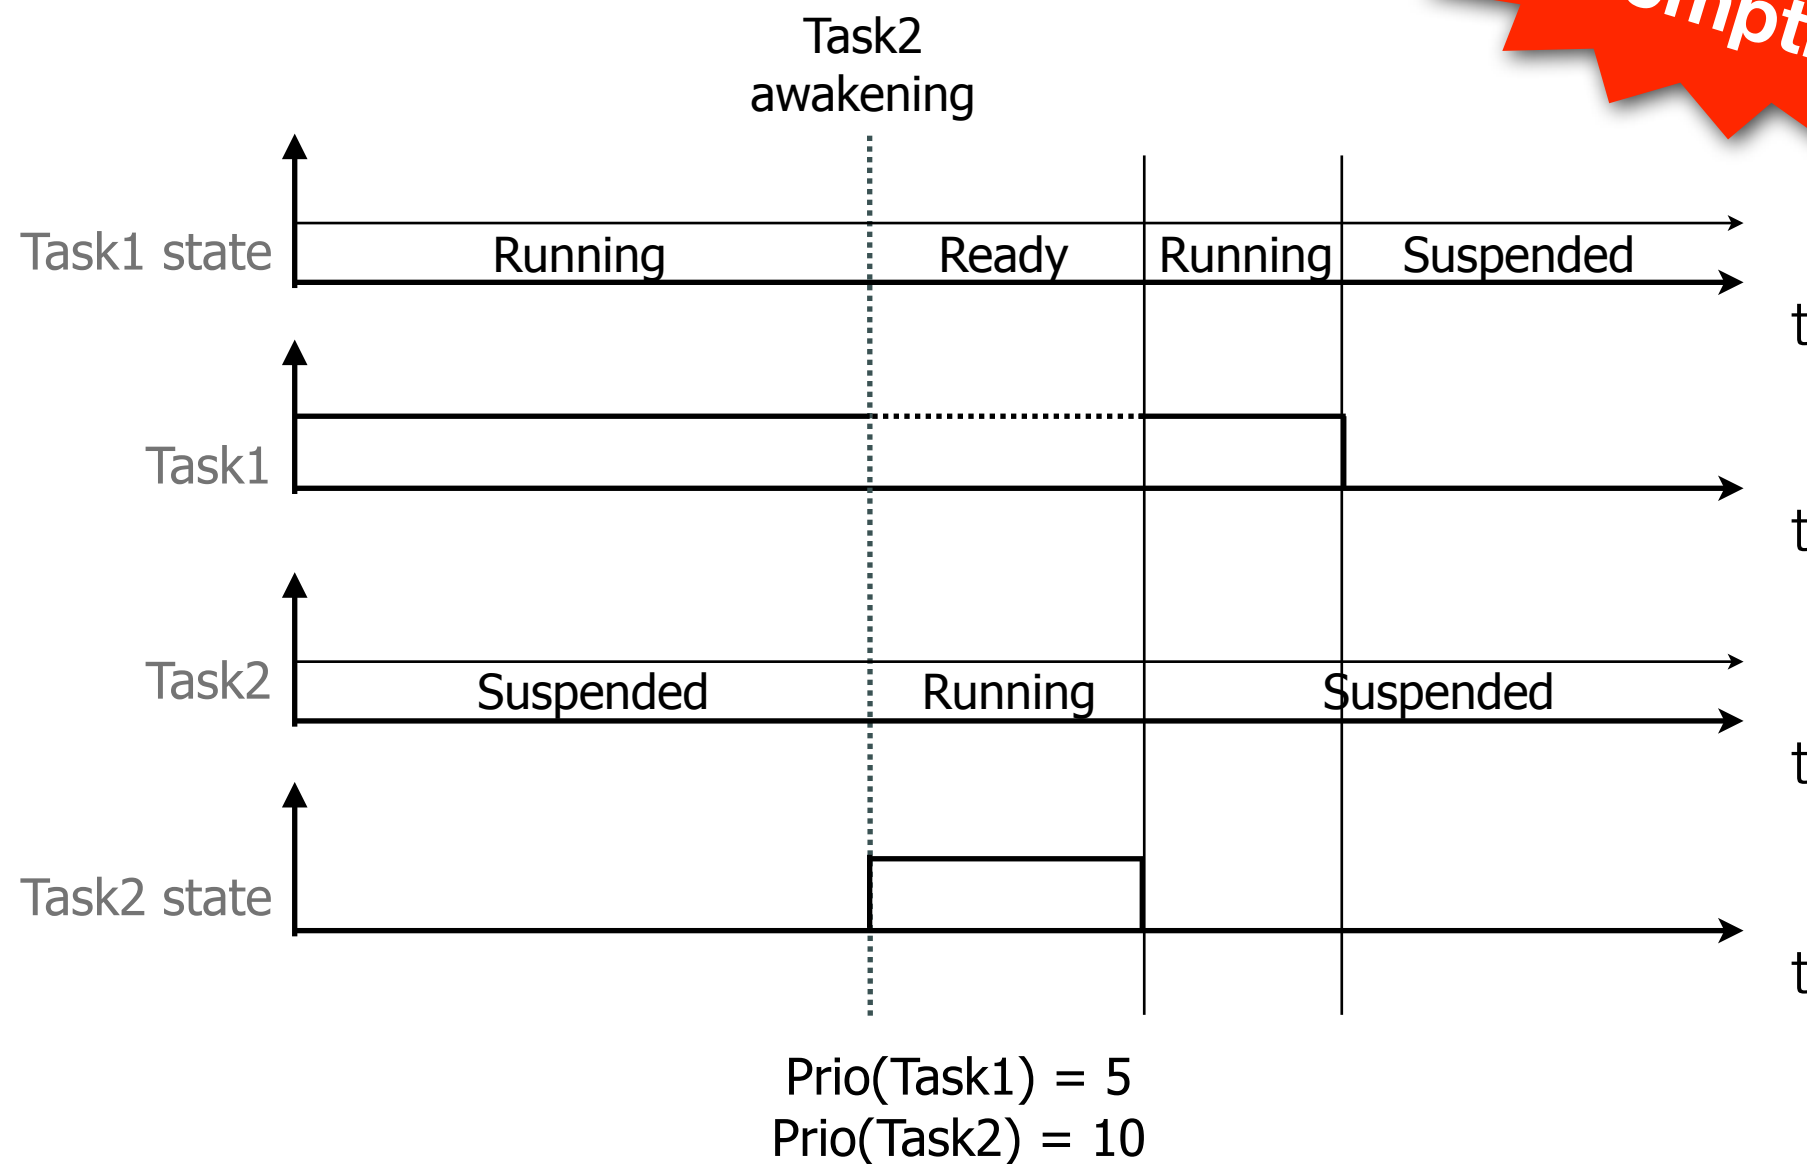 Task2
awakening
Task1 state
Running Ready Running Suspended
t
Task1
t
Task2
Suspended Running Suspended
t
Task2 state
t
Prio(Task1) = 5
Prio(Task2) = 10